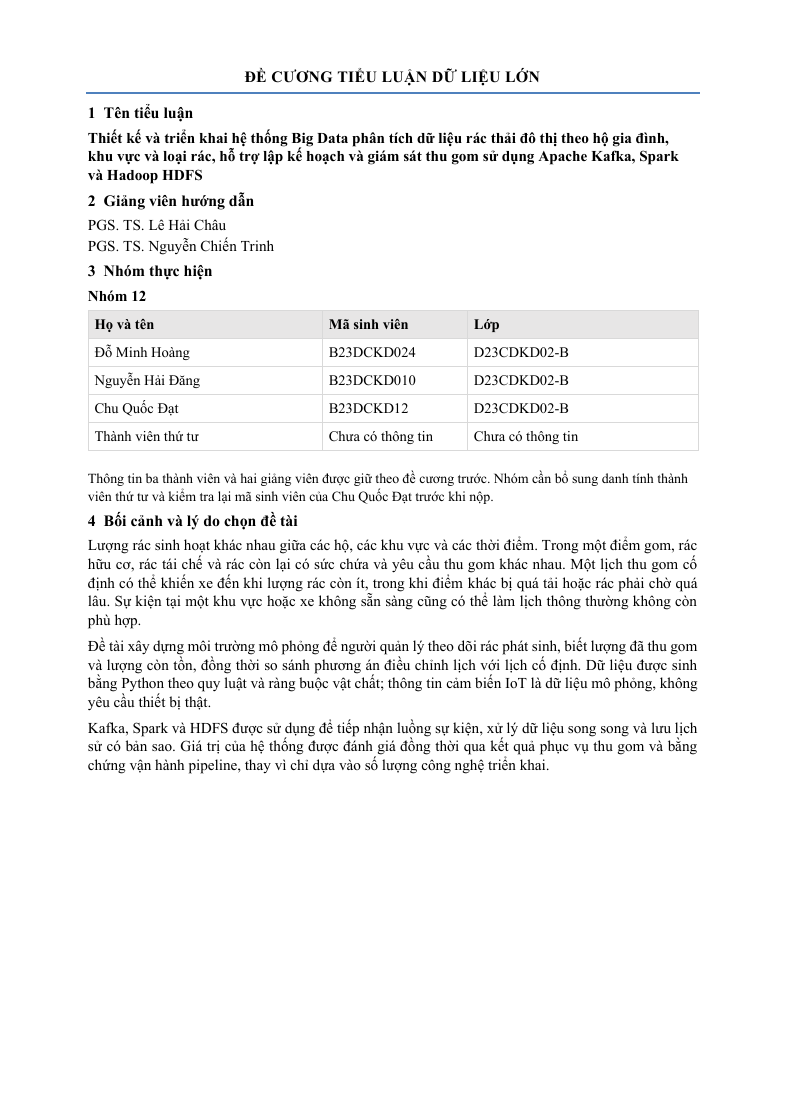 ĐỀ CƯƠNG TIỂU LUẬN DỮ LIỆU LỚN
1 Tên tiểu luận
Thiết kế và triển khai hệ thống Big Data phân tích dữ liệu rác thải đô thị theo hộ gia đình,
khu vực và loại rác, hỗ trợ lập kế hoạch và giám sát thu gom sử dụng Apache Kafka, Spark
và Hadoop HDFS
2 Giảng viên hướng dẫn
PGS. TS. Lê Hải Châu
PGS. TS. Nguyễn Chiến Trinh
3 Nhóm thực hiện
Nhóm 12
Họ và tên Mã sinh viên Lớp
Đỗ Minh Hoàng B23DCKD024 D23CDKD02-B
Nguyễn Hải Đăng B23DCKD010 D23CDKD02-B
Chu Quốc Đạt B23DCKD12 D23CDKD02-B
Thành viên thứ tư Chưa có thông tin Chưa có thông tin
Thông tin ba thành viên và hai giảng viên được giữ theo đề cương trước. Nhóm cần bổ sung danh tính thành
viên thứ tư và kiểm tra lại mã sinh viên của Chu Quốc Đạt trước khi nộp.
4 Bối cảnh và lý do chọn đề tài
Lượng rác sinh hoạt khác nhau giữa các hộ, các khu vực và các thời điểm. Trong một điểm gom, rác
hữu cơ, rác tái chế và rác còn lại có sức chứa và yêu cầu thu gom khác nhau. Một lịch thu gom cố
định có thể khiến xe đến khi lượng rác còn ít, trong khi điểm khác bị quá tải hoặc rác phải chờ quá
lâu. Sự kiện tại một khu vực hoặc xe không sẵn sàng cũng có thể làm lịch thông thường không còn
phù hợp.
Đề tài xây dựng môi trường mô phỏng để người quản lý theo dõi rác phát sinh, biết lượng đã thu gom
và lượng còn tồn, đồng thời so sánh phương án điều chỉnh lịch với lịch cố định. Dữ liệu được sinh
bằng Python theo quy luật và ràng buộc vật chất; thông tin cảm biến IoT là dữ liệu mô phỏng, không
yêu cầu thiết bị thật.
Kafka, Spark và HDFS được sử dụng để tiếp nhận luồng sự kiện, xử lý dữ liệu song song và lưu lịch
sử có bản sao. Giá trị của hệ thống được đánh giá đồng thời qua kết quả phục vụ thu gom và bằng
chứng vận hành pipeline, thay vì chỉ dựa vào số lượng công nghệ triển khai.